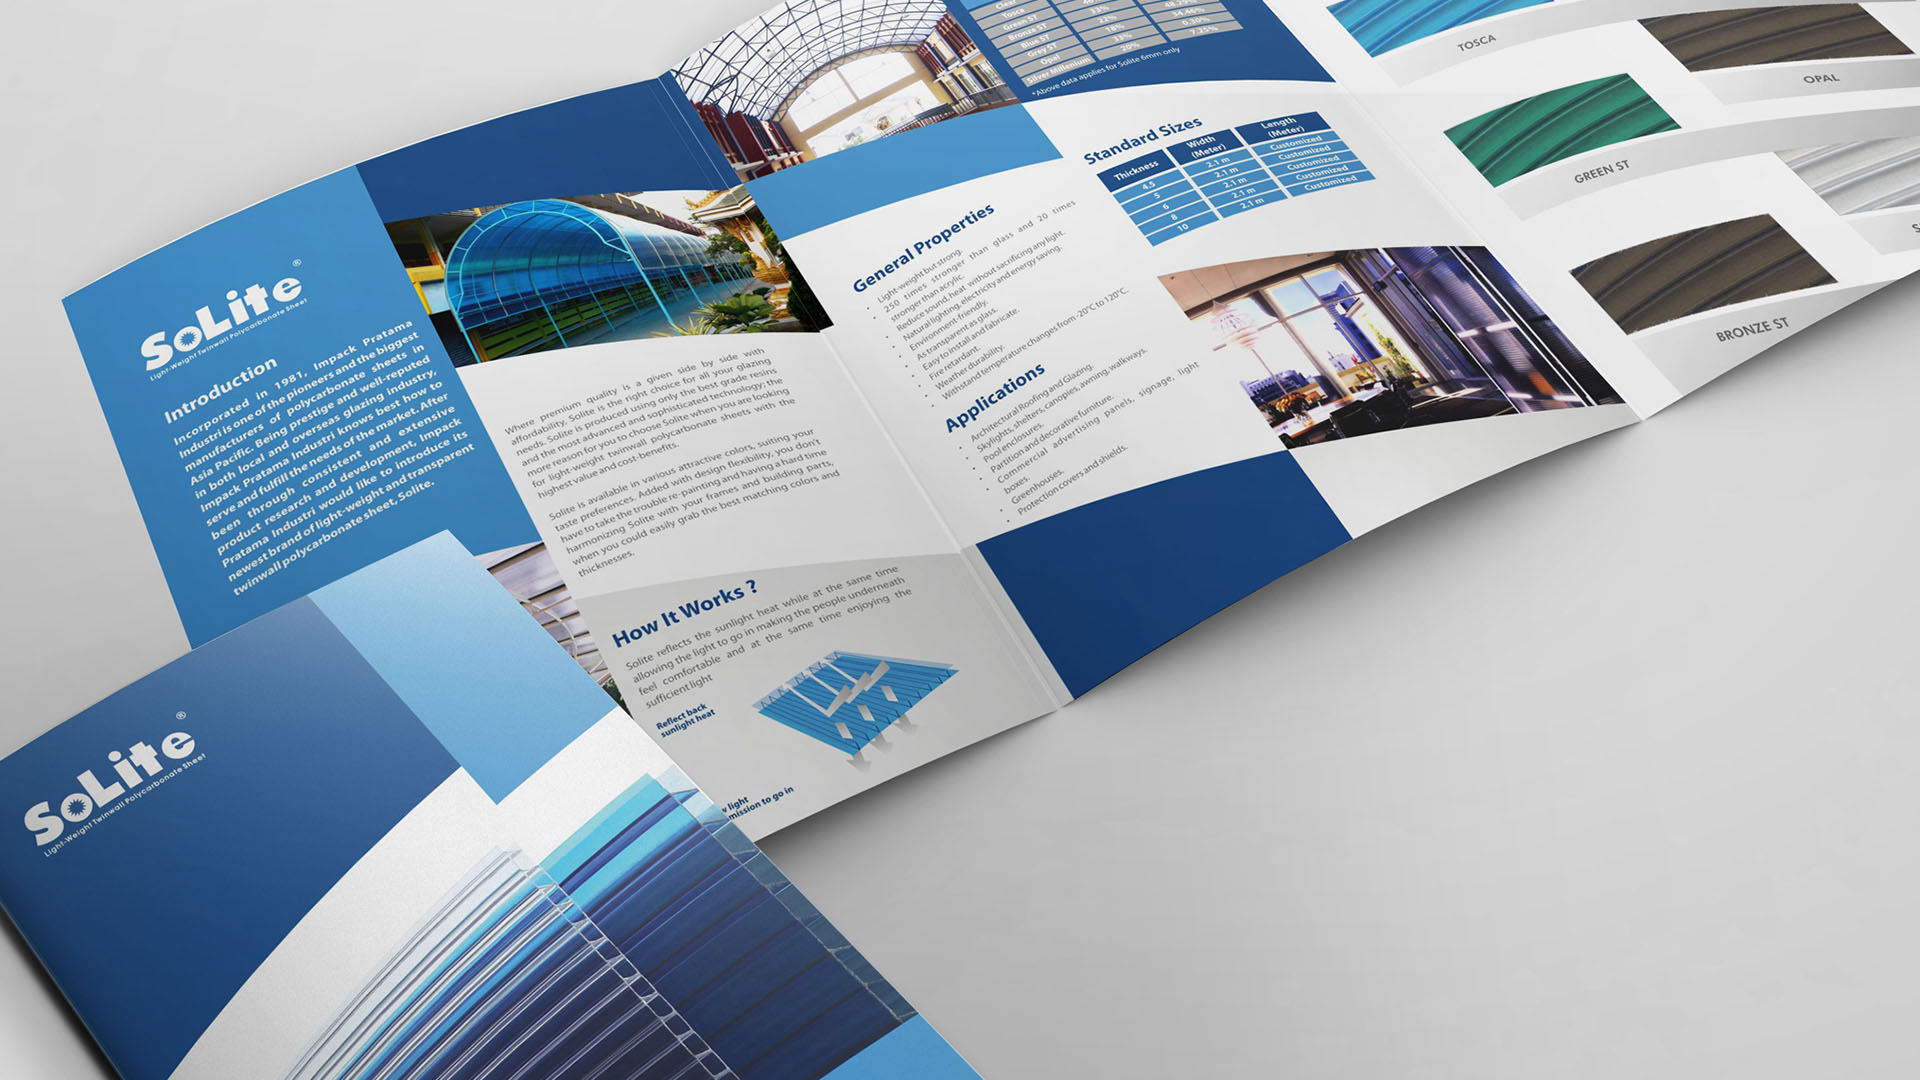 SoLite ®
Light-Weight Twinwall Polycarbonate Sheet
Introduction
Incorporated in 1981, Impack Pratama
Industri is one of the pioneers and the biggest
manufacturers of polycarbonate sheets in
Asia Pacific. Being prestige and well-reputed
in both local and overseas glazing industry,
Impack Pratama Industri knows best how to
serve and fulfill the needs of the market. After
been through consistent and extensive
product research and development, Impack
Pratama Industri would like to introduce its
newest brand of light-weight and transparent
twinwall polycarbonate sheet, Solite.
Where premium quality is a given side by side with
affordability, Solite is the right choice for all your glazing
needs. Solite is produced using only the best grade resins
and the most advanced and sophisticated technology; the
more reason for you to choose Solite when you are looking
for light-weight twinwall polycarbonate sheets with the
highest value and cost-benefits.
Solite is available in various attractive colors, suiting your
taste preferences. Added with design flexibility, you don't
have to take the trouble re-painting and having a hard time
harmonizing Solite with your frames and building parts,
when you could easily grab the best matching colors and
thicknesses.
How It Works ?
Solite reflects the sunlight heat while at the same time
allowing the light to go in making the people underneath
feel comfortable and at the same time enjoying the
sufficient light
Reflect back
sunlight heat
light
mission to go in
General Properties
• Light-weight but strong.
• 250 times stronger than glass and 20 times
stronger than acrylic.
• Reduce sound, heat without sacrificing any light.
• Natural lighting, electricity and energy saving.
• Environment-friendly.
• As transparent as glass.
• Easy to install and fabricate.
• Fire retardant.
• Weather durability.
• Withstand temperature changes from -20°C to 120°C.
Applications
• Architectural Roofing and Glazing.
• Skylights, shelters, canopies, awning, walkways.
• Pool enclosures.
• Partition and decorative furniture.
• Commercial advertising panels, signage, light
boxes.
• Greenhouses.
• Protection covers and shields.
Clear
Tosca 33% 48.29%
Green ST 22% 34.46%
Bronze ST 18% 0.30%
Blue ST 33% 7.25%
Grey ST 20%
Opal
Silver Millenium
*Above data applies for Solite 6mm only
Standard Sizes
Thickness Width (Meter) Length (Meter)
4.5 2.1 m Customized
5 2.1 m Customized
6 2.1 m Customized
8 2.1 m Customized
10
TOSCA
OPAL
GREEN ST
S
BRONZE ST
SoLite ®
Light-Weight Twinwall Polycarbonate Sheet